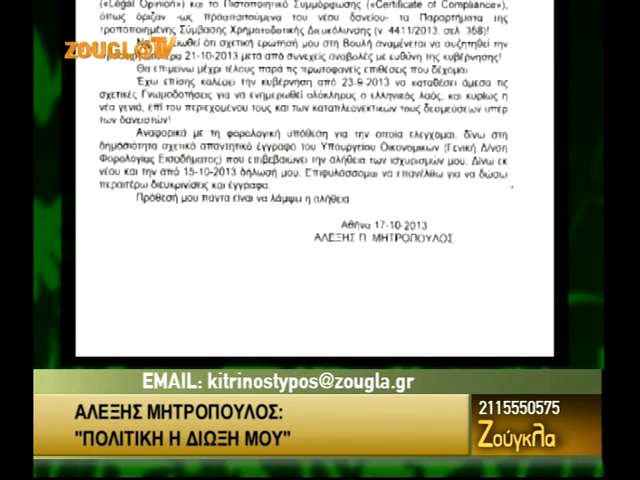 («Legal Opinion») και το Πιστοποιητικό Συμμόρφωσης («Certificate of Compliance»),
όπως όριζαν -ως προαπαιτούμενα του νέου δανείου- τα Παραρτήματα της
τροποποιημένης Σύμβασης Χρηματοδοτικής Διευκόλυνσης (ν. 4411/2013, σελ. 358)!
ZOUGL@TV
ειωθεί ότι σχετική ερώτησή μου στη Βουλή αναμένεται να συζητηθεί την
Δευτέρα 21-10-2013 μετά από συνεχείς αναβολές με ευθύνη της κυβέρνησης!
Θα επιμείνω μέχρι τέλους παρά τις πρωτοφανείς επιθέσεις που δέχομαι
Έχω επίσης καλέσει την κυβέρνηση από 23-9-2013 να καταθέσει άμεσα τις
σχετικές Γνωμοδοτήσεις για να ενημερωθεί ολόκληρος ο ελληνικός λαός, και κυρίως η
νέα γενιά, επί του περιεχομένου τους και των καταπλεονεκτικών τους δεσμεύσεων υπέρ
των δανειστών!
Αναφορικά με τη φορολογική υπόθεση για την οποία ελέγχομαι, δίνω στη
δημοσιότητα σχετικό απαντητικό έγγραφο του Υπουργείου Οικονομικών (Γενική Δ/νση
Φορολογίας Εισοδήματος) που επιβεβαιώνει την αλήθεια των ισχυρισμών μου. Δίνω εκ
νέου και την από 15-10-2013 δήλωσή μου. Επιφυλάσσομαι να επανέλθω για να δώσω
περαιτέρω διευκρινίσεις και έγγραφα.
Πρόθεσή μου πάντα είναι να λάμψει η αλήθεια
Αθήνα 17-10-2013
ΑΛΕΞΗΣ Π. ΜΗΤΡΟΠΟΥΛΟΣ
EMAIL: kitrinostypos@zougla.gr
ΑΛΕΞΗΣ ΜΗΤΡΟΠΟΥΛΟΣ:
"ΠΟΛΙΤΙΚΗ Η ΔΙΩΞΗ ΜΟΥ"
2115550575
Ζούγκλα